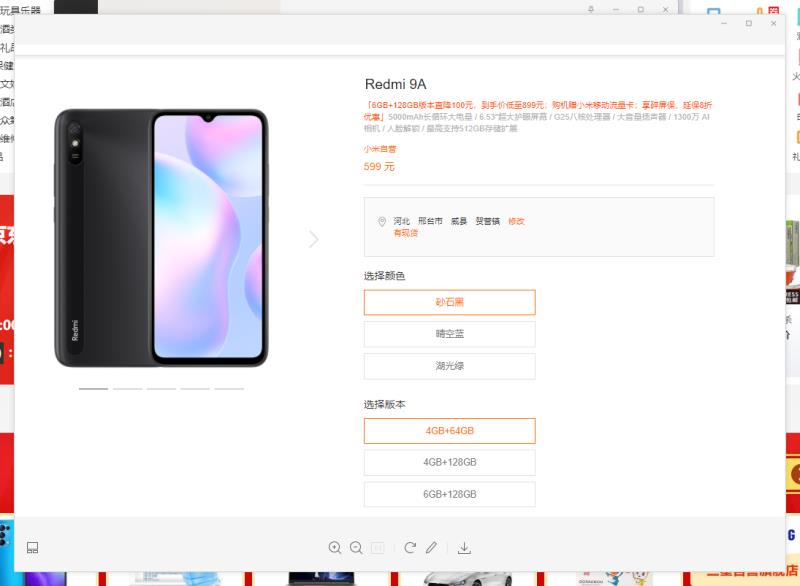 玩具乐器
Redmi 9A
「6GB+128GB版本直降100元，到手价低至899元；购机赠小米移动流量卡；享碎屏保、延保8折
优惠」5000mAh长循环大电量 / 6.53"超大护眼屏幕 / G25八核处理器 / 大音量扬声器 / 1300万 AI
相机 / 人脸解锁 / 最高支持512GB存储扩展
小米自营
599 元
河北 邢台市 威县 贺营镇 修改
有现货
选择颜色
砂石黑
晴空蓝
湖光绿
选择版本
4GB+64GB
4GB+128GB
6GB+128GB
Redmi